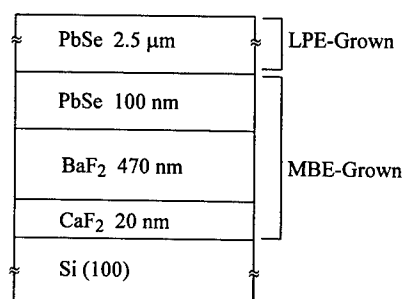 PbSe 2.5 μm
LPE-Grown
PbSe 100 nm
BaF₂ 470 nm
MBE-Grown
CaF₂ 20 nm
Si (100)